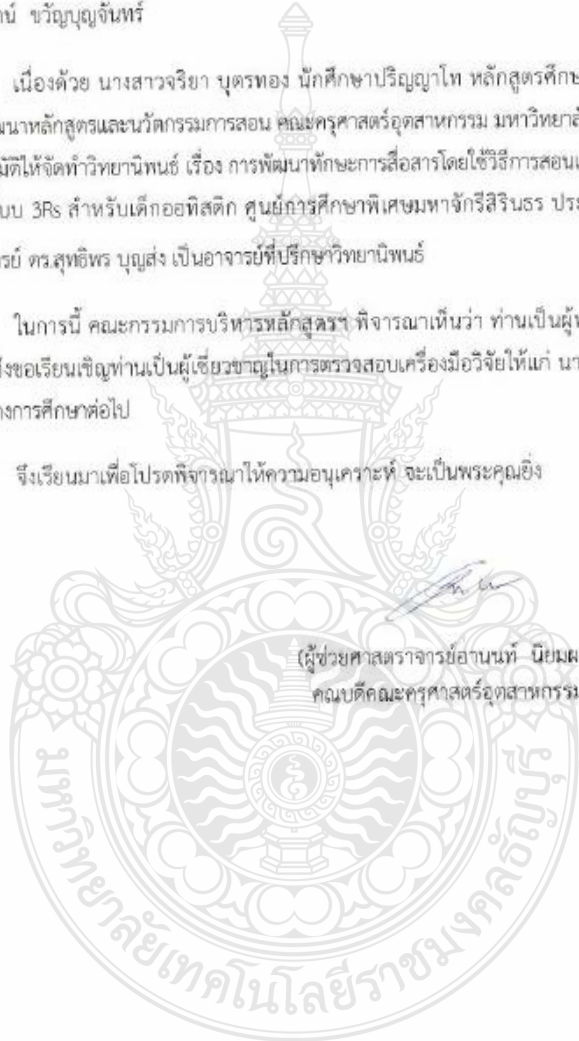 าน์ ขวัญบุญจันทร์
เนื่องด้วย นางสาวจริยา บุตรทอง นักศึกษาปริญญาโท หลักสูตรศึกษ
ฒนาหลักสูตรและนวัตกรรมการสอน คณะครุศาสตร์อุตสาหกรรม มหาวิทยาลั
มัติให้จัดทำวิทยานิพนธ์ เรื่อง การพัฒนาทักษะการสื่อสารโดยใช้วิธีการสอนแ
บบ 3Rs สำหรับเด็กออทิสติก ศูนย์การศึกษาพิเศษมหาจักรีสิรินธร ประ
รย์ ดร.สุทธิพร บุญส่ง เป็นอาจารย์ที่ปรึกษาวิทยานิพนธ์
ในการนี้ คณะกรรมการบริหารหลักสูตรฯ พิจารณาเห็นว่า ท่านเป็นผู้ท
ังขอเรียนเชิญท่านเป็นผู้เชี่ยวชาญในการตรวจสอบเครื่องมือวิจัยให้แก่ นา
างการศึกษาต่อไป
จึงเรียนมาเพื่อโปรดพิจารณาให้ความอนุเคราะห์ จะเป็นพระคุณยิ่ง
(ผู้ช่วยศาสตราจารย์อานนท์ นิยมผ
คณบดีคณะครุศาสตร์อุตสาหกรรม
มหาวิทยาลัยเทคโนโลยีราชมงคลธัญบุรี